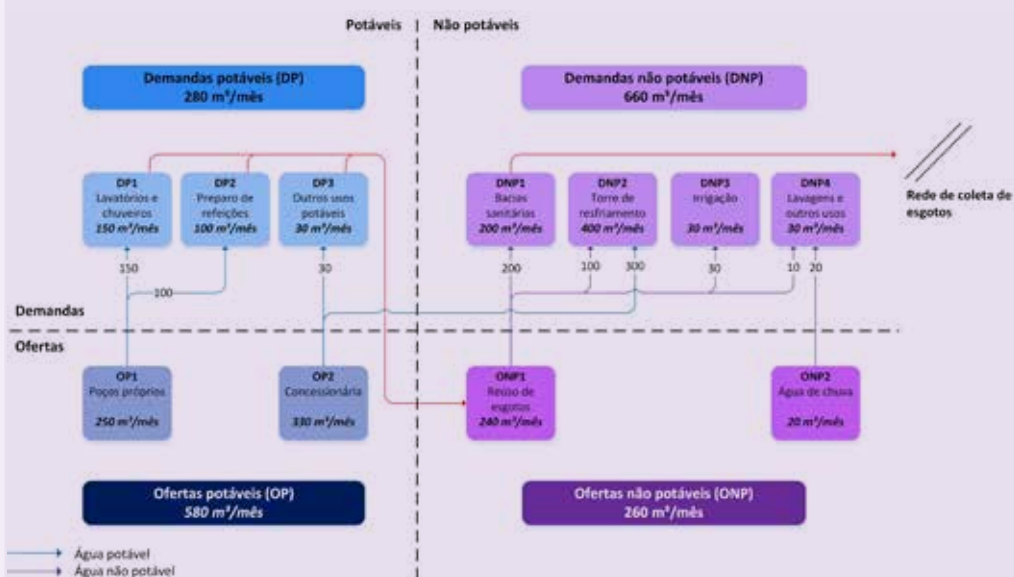 Potáveis
Não potáveis
Demandas potáveis (DP)
280 m³/mês
Demandas não potáveis (DNP)
660 m³/mês
DP1
Lavatórios e
chuveiros
150 m³/mês
DP2
Preparo de
refeições
100 m³/mês
DP3
Outros usos
potáveis
30 m³/mês
DNP1
Bacias
sanitárias
200 m³/mês
DNP2
Torre de
resfriamento
400 m³/mês
DNP3
Irrigação
30 m³/mês
DNP4
Lavagens e
outros usos
30 m³/mês
Rede de coleta de
esgotos
150
100
30
200
100
300
30
10
20
Demandas
Ofertas
OP1
Poços próprios
250 m³/mês
OP2
Concessionária
330 m³/mês
ONP1
Reúso de
esgotos
240 m³/mês
ONP2
Água de chuva
20 m³/mês
Ofertas potáveis (OP)
580 m³/mês
Ofertas não potáveis (ONP)
260 m³/mês
Água potável
Água não potável